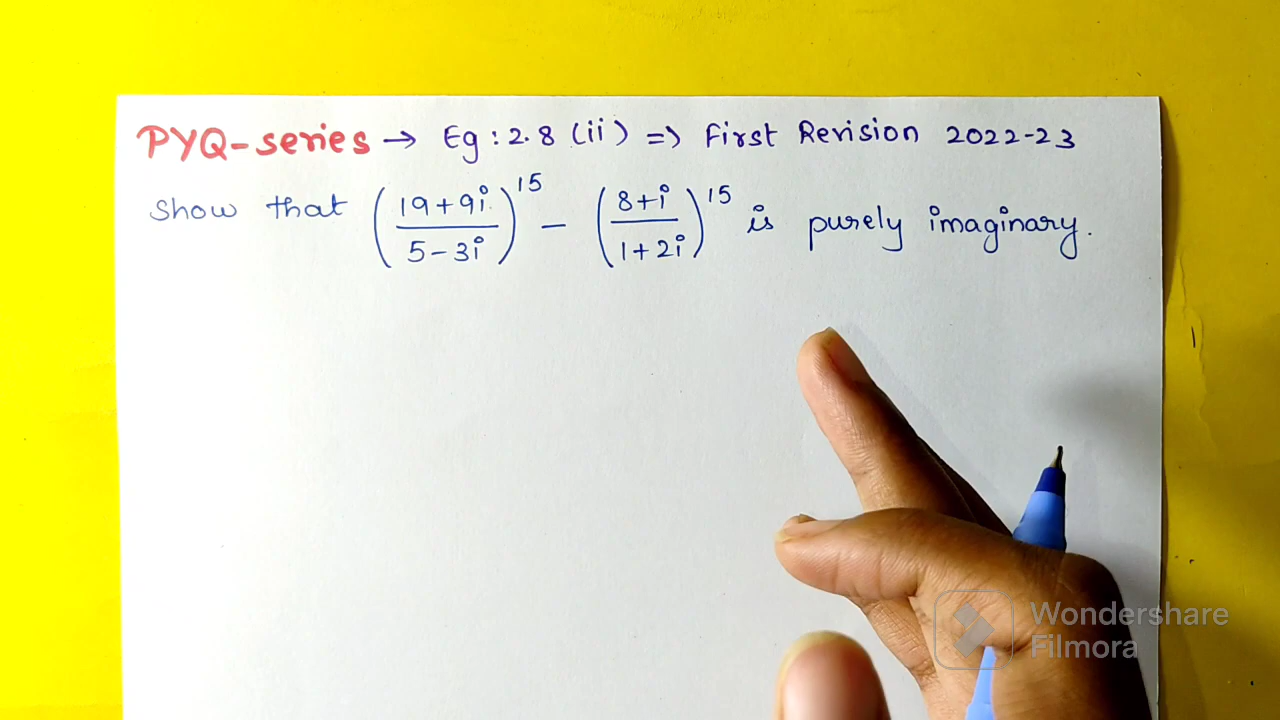 PYQ-series → Eg : 2.8 (ii) => First Revision 2022-23
Show that (19+9i / 5-3i)^15 - (8+i / 1+2i)^15 is purely imaginary.
Wondershare
Filmora